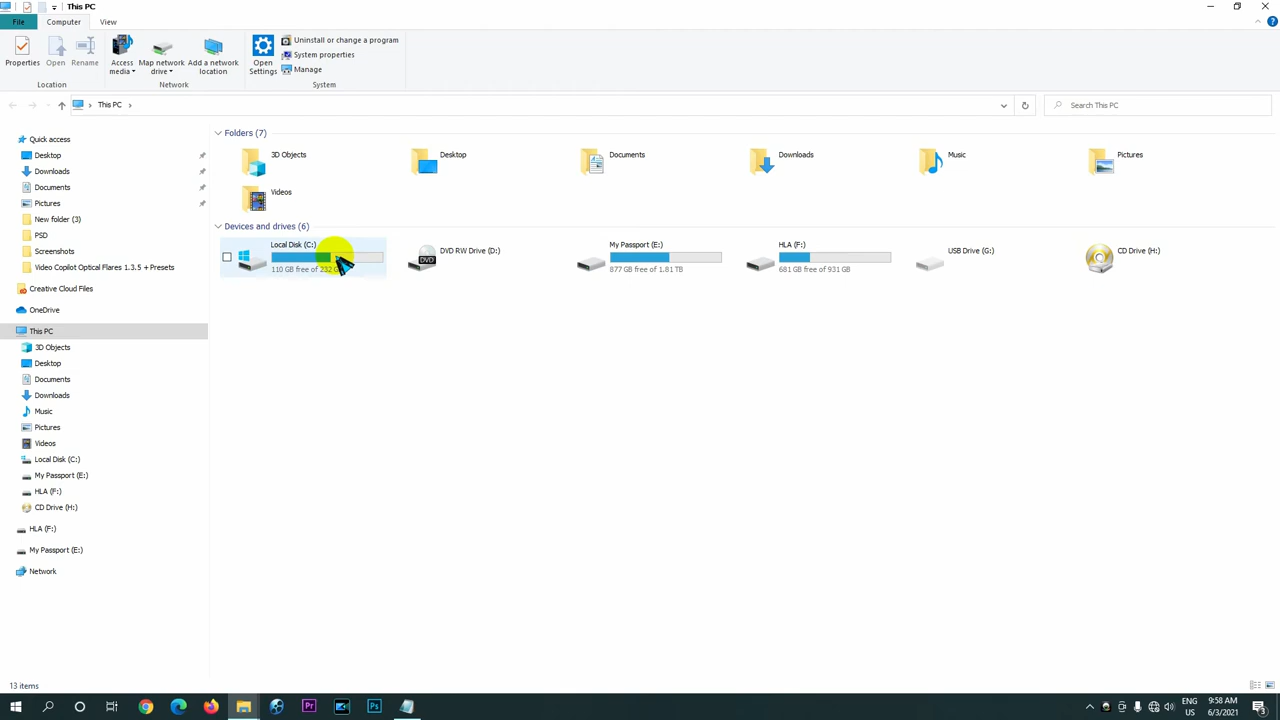 This PC
File
Computer
View
Properties
Open
Rename
Access media
Map network drive
Add a network location
Open Settings
Uninstall or change a program
System properties
Manage
Location
Network
System
This PC
Search This PC
Quick access
Desktop
Downloads
Documents
Pictures
New folder (3)
PSD
Screenshots
Video Copilot Optical Flares 1.3.5 + Presets
Creative Cloud Files
OneDrive
This PC
3D Objects
Desktop
Documents
Downloads
Music
Pictures
Videos
Local Disk (C:)
My Passport (E:)
HLA (F:)
CD Drive (H:)
HLA (F:)
My Passport (E:)
Network
Folders (7)
3D Objects
Desktop
Documents
Downloads
Music
Pictures
Videos
Devices and drives (6)
Local Disk (C:)
110 GB free of 232
DVD RW Drive (D:)
DVD
My Passport (E:)
877 GB free of 1.81 TB
HLA (F:)
681 GB free of 931 GB
USB Drive (G:)
CD Drive (H:)
13 items
Pr
Ps
ENG
US
9:58 AM
6/3/2021
3